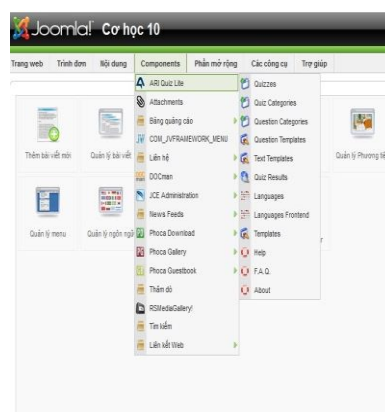 Joomla! Cơ học 10
Trang web Trình đơn Nội dung Components Phần mở rộng Các công cụ Trợ giúp
ARI Quiz Lite
Attachments
Bảng quảng cáo
COM_JVFRAMEWORK_MENU
Liên hệ
DOCman
JCE Administration
News Feeds
Phoca Download
Phoca Gallery
Phoca Guestbook
Thăm dò
RSMediaGallery!
Tìm kiếm
Liên kết Web
Quizzes
Quiz Categories
Question Categories
Question Templates
Text Templates
Quiz Results
Languages
Languages Frontend
Templates
Help
F.A.Q.
About
Thêm bài viết mới
Quản lý bài viết
Quản lý Phương tiệ
Quản lý menu
Quản lý ngôn ngữ